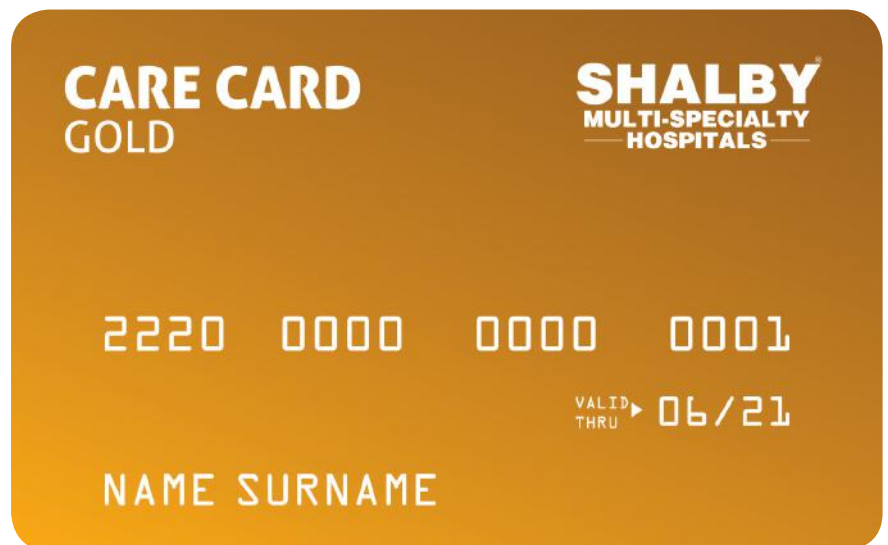 CARE CARD
GOLD
SHALBY®
MULTI-SPECIALTY
HOSPITALS
2220 0000 0000 0001
VALID THRU 06/21
NAME SURNAME